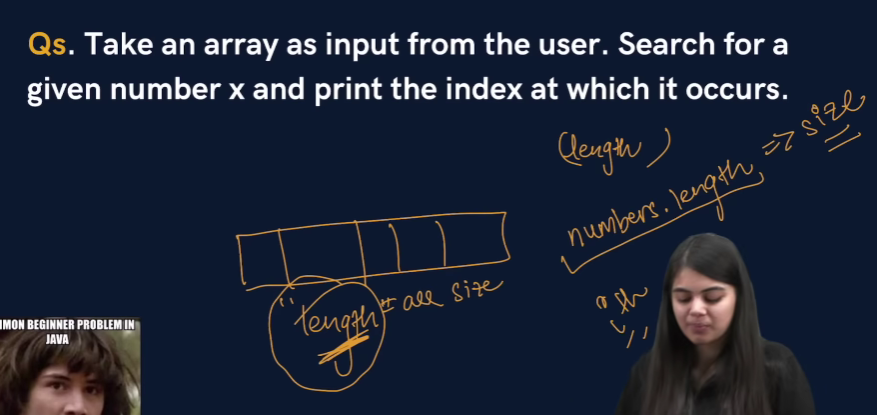 Qs. Take an array as input from the user. Search for a
given number x and print the index at which it occurs.
(length)
numbers.length, => size
"length" = all size
MON BEGINNER PROBLEM IN
JAVA